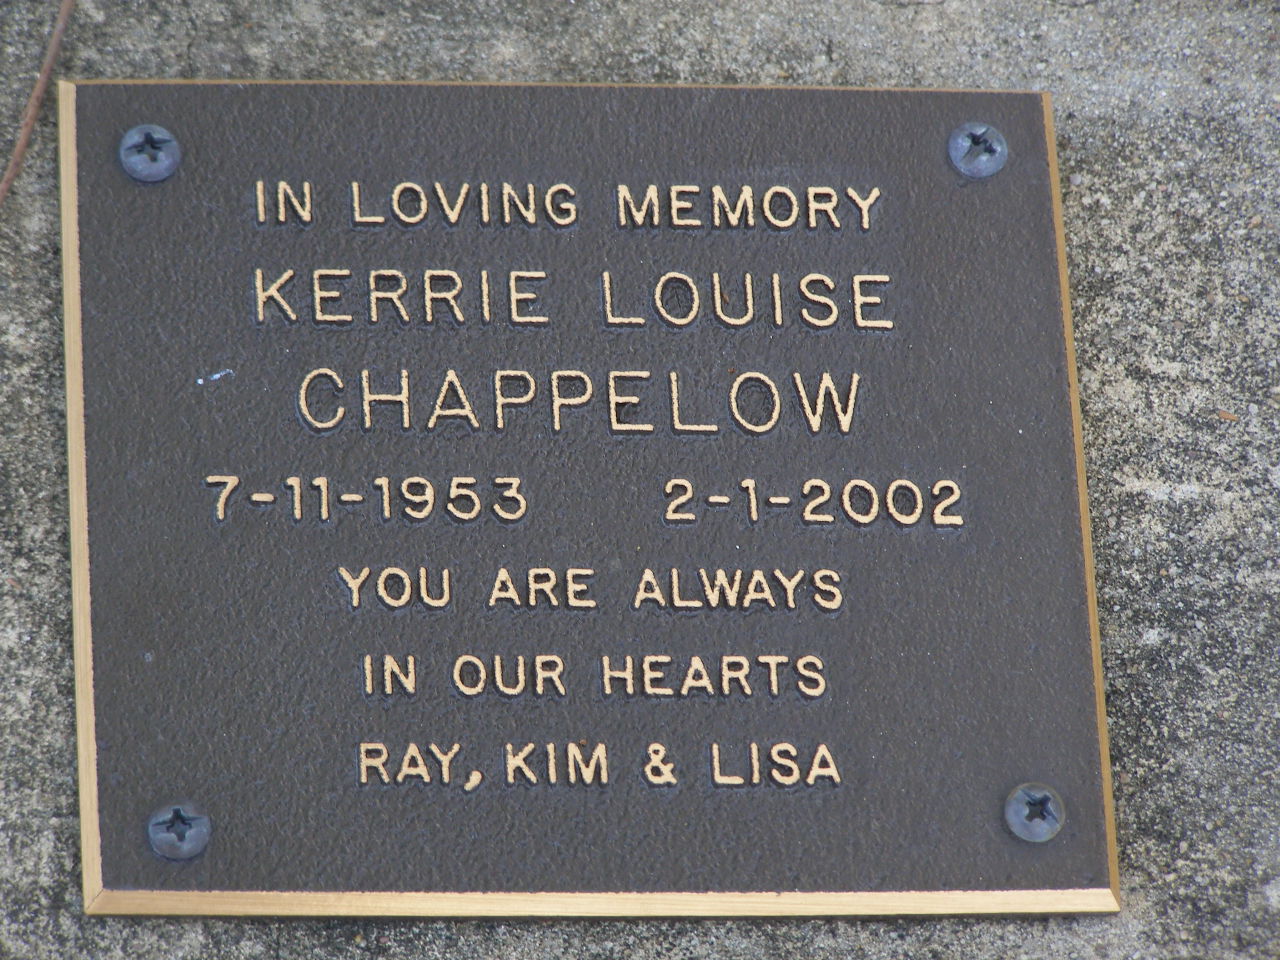 IN LOVING MEMORY
KERRIE LOUISE
CHAPPELOW
7-11-1953 2-1-2002
YOU ARE ALWAYS
IN OUR HEARTS
RAY, KIM & LISA